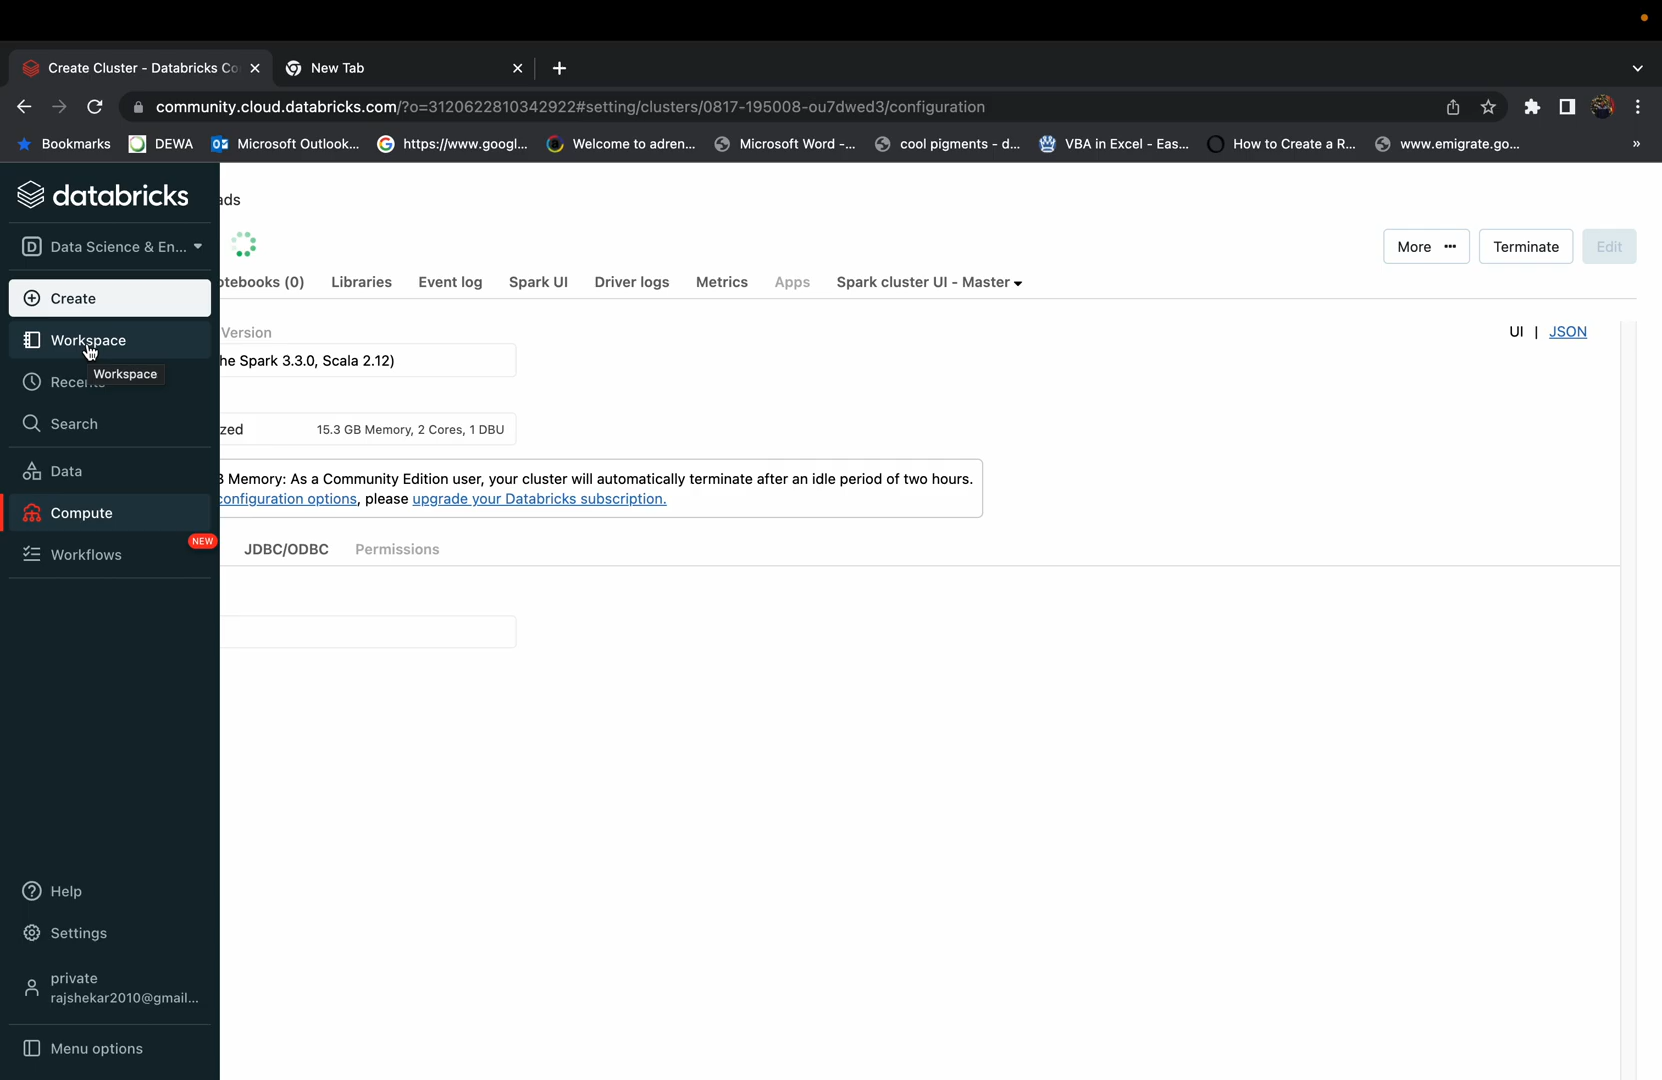 Create Cluster - Databricks Co
New Tab
community.cloud.databricks.com/?o=3120622810342922#setting/clusters/0817-195008-ou7dwed3/configuration
Bookmarks
DEWA
Microsoft Outlook...
https://www.googl...
Welcome to adren...
Microsoft Word -...
cool pigments - d...
VBA in Excel - Eas...
How to Create a R...
www.emigrate.go...
»
databricks
ads
D Data Science & En...
More ...
Terminate
Edit
Create
otebooks (0)
Libraries
Event log
Spark UI
Driver logs
Metrics
Apps
Spark cluster UI - Master
Workspace
Version
UI | JSON
he Spark 3.3.0, Scala 2.12)
Workspace
Search
zed
15.3 GB Memory, 2 Cores, 1 DBU
Data
Memory: As a Community Edition user, your cluster will automatically terminate after an idle period of two hours.
configuration options, please upgrade your Databricks subscription.
Compute
NEW
Workflows
JDBC/ODBC
Permissions
Help
Settings
private
rajshekar2010@gmail...
Menu options